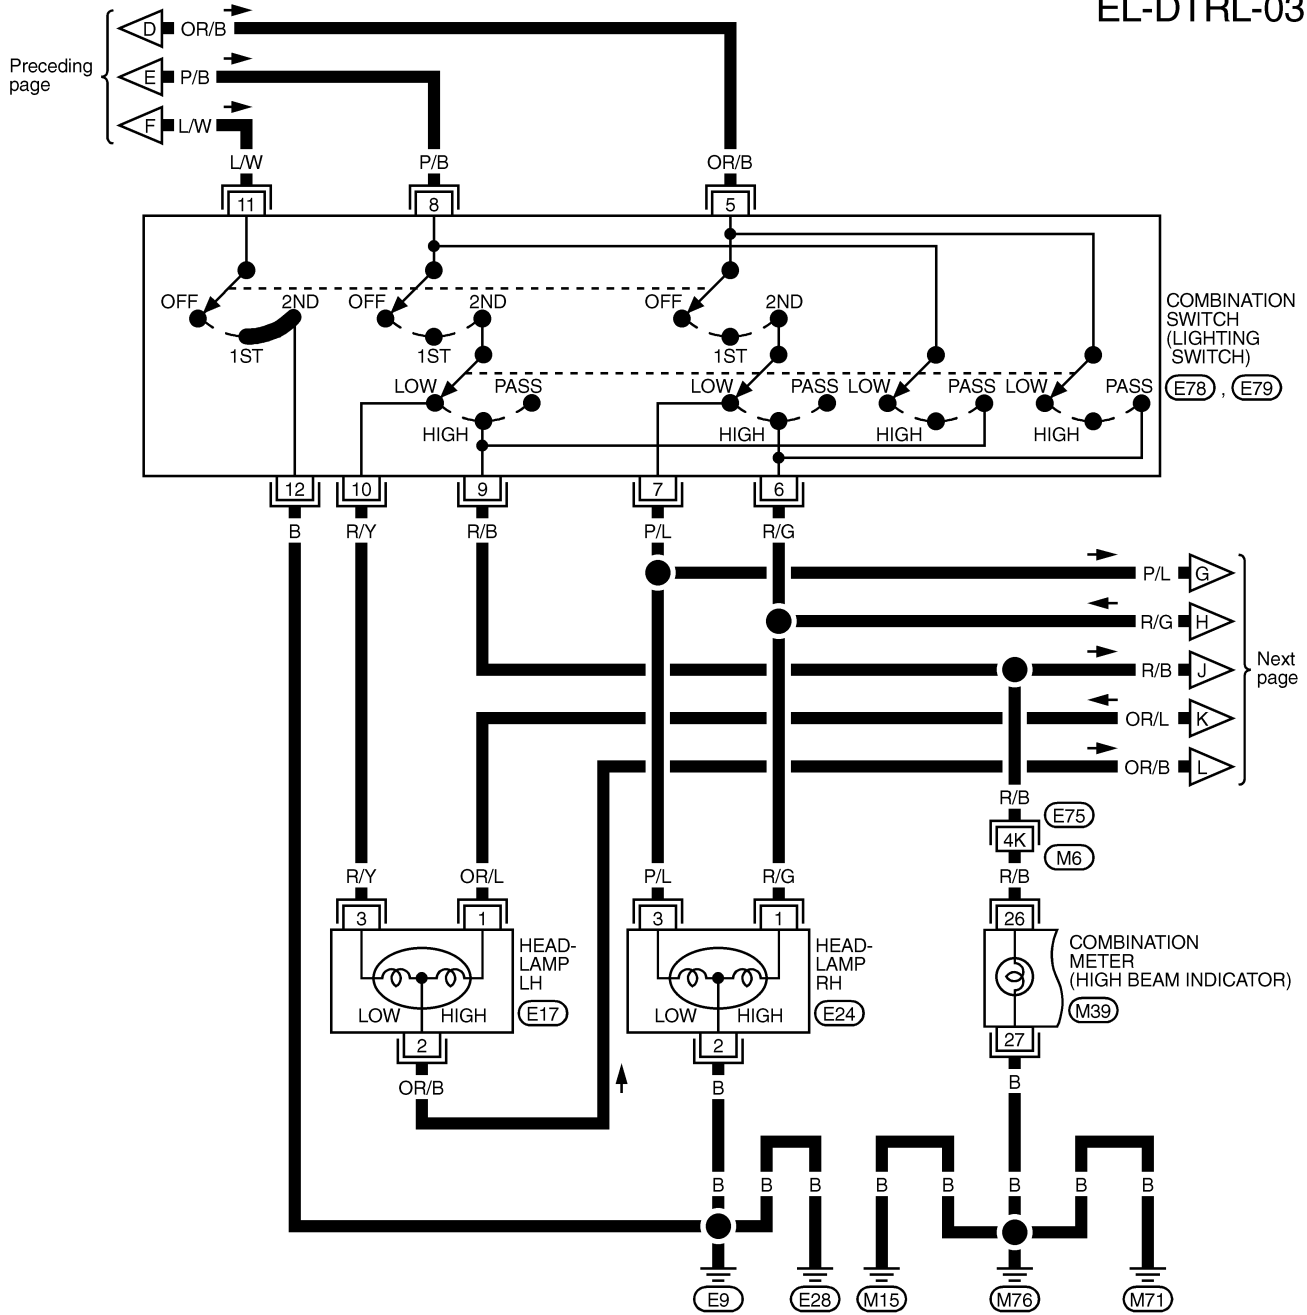 EL-DTRL-03
Preceding
page
D OR/B
E P/B
F L/W
L/W P/B OR/B
11 8 5
OFF 2ND OFF 2ND OFF 2ND
1ST 1ST 1ST
COMBINATION
SWITCH
(LIGHTING
SWITCH)
E78 , E79
LOW PASS LOW PASS LOW PASS LOW PASS
HIGH HIGH HIGH HIGH
12 10 9 7 6
B R/Y R/B P/L R/G
P/L G
R/G H
R/B J
OR/L K
OR/B L
Next
page
R/B
E75
4K
M6
R/Y OR/L P/L R/G R/B
3 1 3 1 26
HEAD-
LAMP
LH
E17
LOW HIGH
HEAD-
LAMP
RH
E24
LOW HIGH
COMBINATION
METER
(HIGH BEAM INDICATOR)
M39
2 2 27
OR/B B B
B B B B B B B B
E9 E28 M15 M76 M71